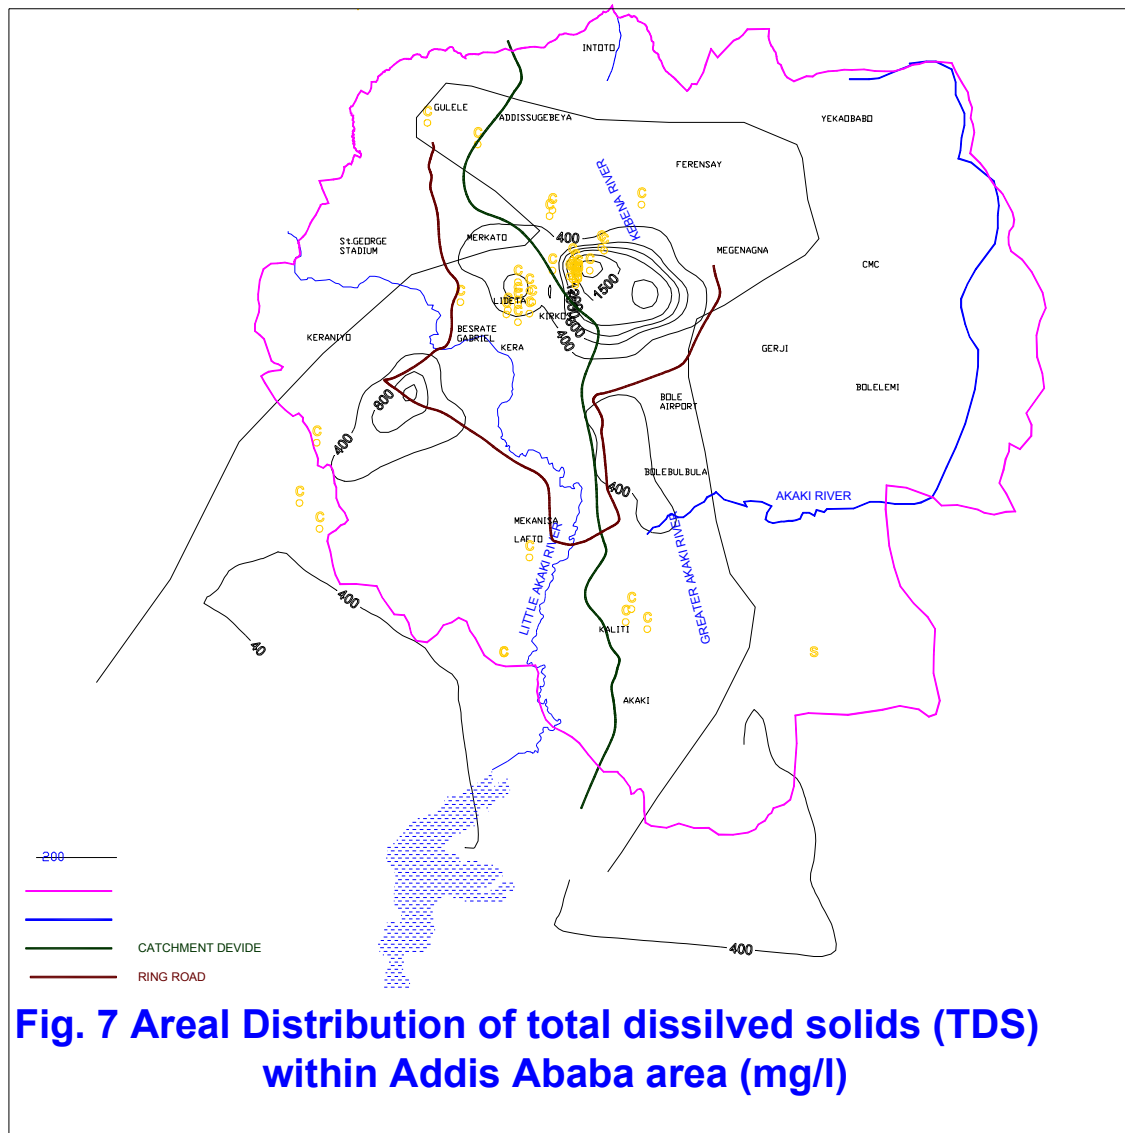 INTOTO
GULELE
ADDISSUGEBEYA
YEKAOBABO
FERENSAY
KEBENA RIVER
MERKATO
400
St.GEORGE
STADIUM
MEGENAGNA
CMC
1500
LIDETA
KIRKOS
800
400
BESRATE
GABRIEL
KERA
KERANIYO
GERJI
BOLELEMI
800
BOLE
AIRPORT
400
BOLEBULBULA
400
AKAKI RIVER
MEKANISA
LAFTO
LITTLE AKAKI RIVER
GREATER AKAKI RIVER
400
40
KALITI
C
S
AKAKI
200
400
CATCHMENT DEVIDE
RING ROAD
Fig. 7 Areal Distribution of total dissilved solids (TDS)
within Addis Ababa area (mg/l)